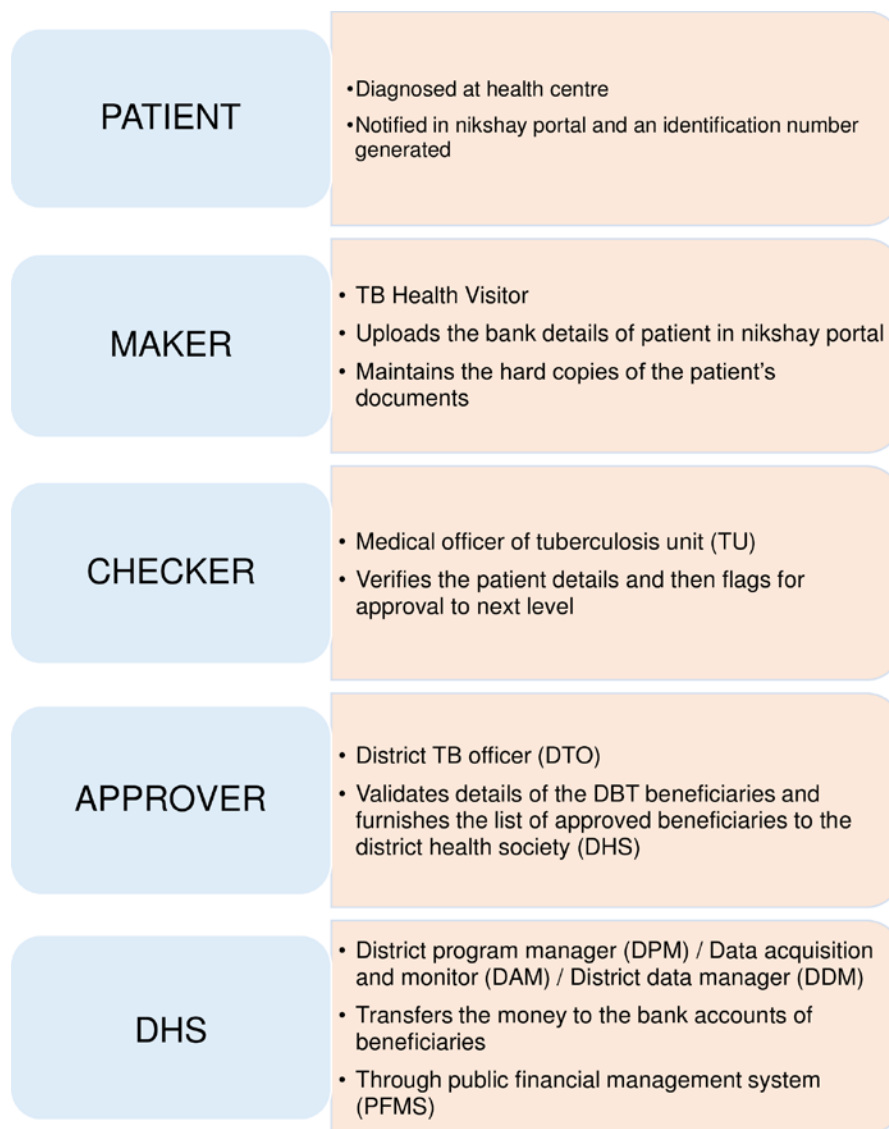 PATIENT
•Diagnosed at health centre
•Notified in nikshay portal and an identification number
generated
MAKER
• TB Health Visitor
• Uploads the bank details of patient in nikshay portal
• Maintains the hard copies of the patient's
documents
CHECKER
• Medical officer of tuberculosis unit (TU)
• Verifies the patient details and then flags for
approval to next level
APPROVER
• District TB officer (DTO)
• Validates details of the DBT beneficiaries and
furnishes the list of approved beneficiaries to the
district health society (DHS)
DHS
• District program manager (DPM) / Data acquisition
and monitor (DAM) / District data manager (DDM)
• Transfers the money to the bank accounts of
beneficiaries
• Through public financial management system
(PFMS)